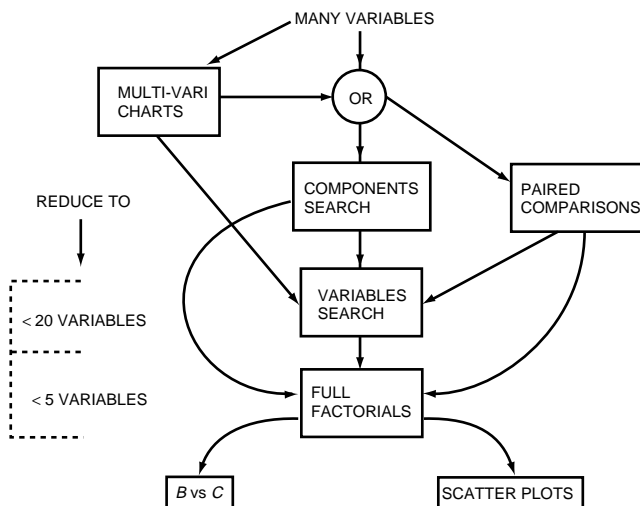 MANY VARIABLES
MULTI-VARI
CHARTS
OR
COMPONENTS
SEARCH
PAIRED
COMPARISONS
REDUCE TO
VARIABLES
SEARCH
< 20 VARIABLES
< 5 VARIABLES
FULL
FACTORIALS
B vs C
SCATTER PLOTS